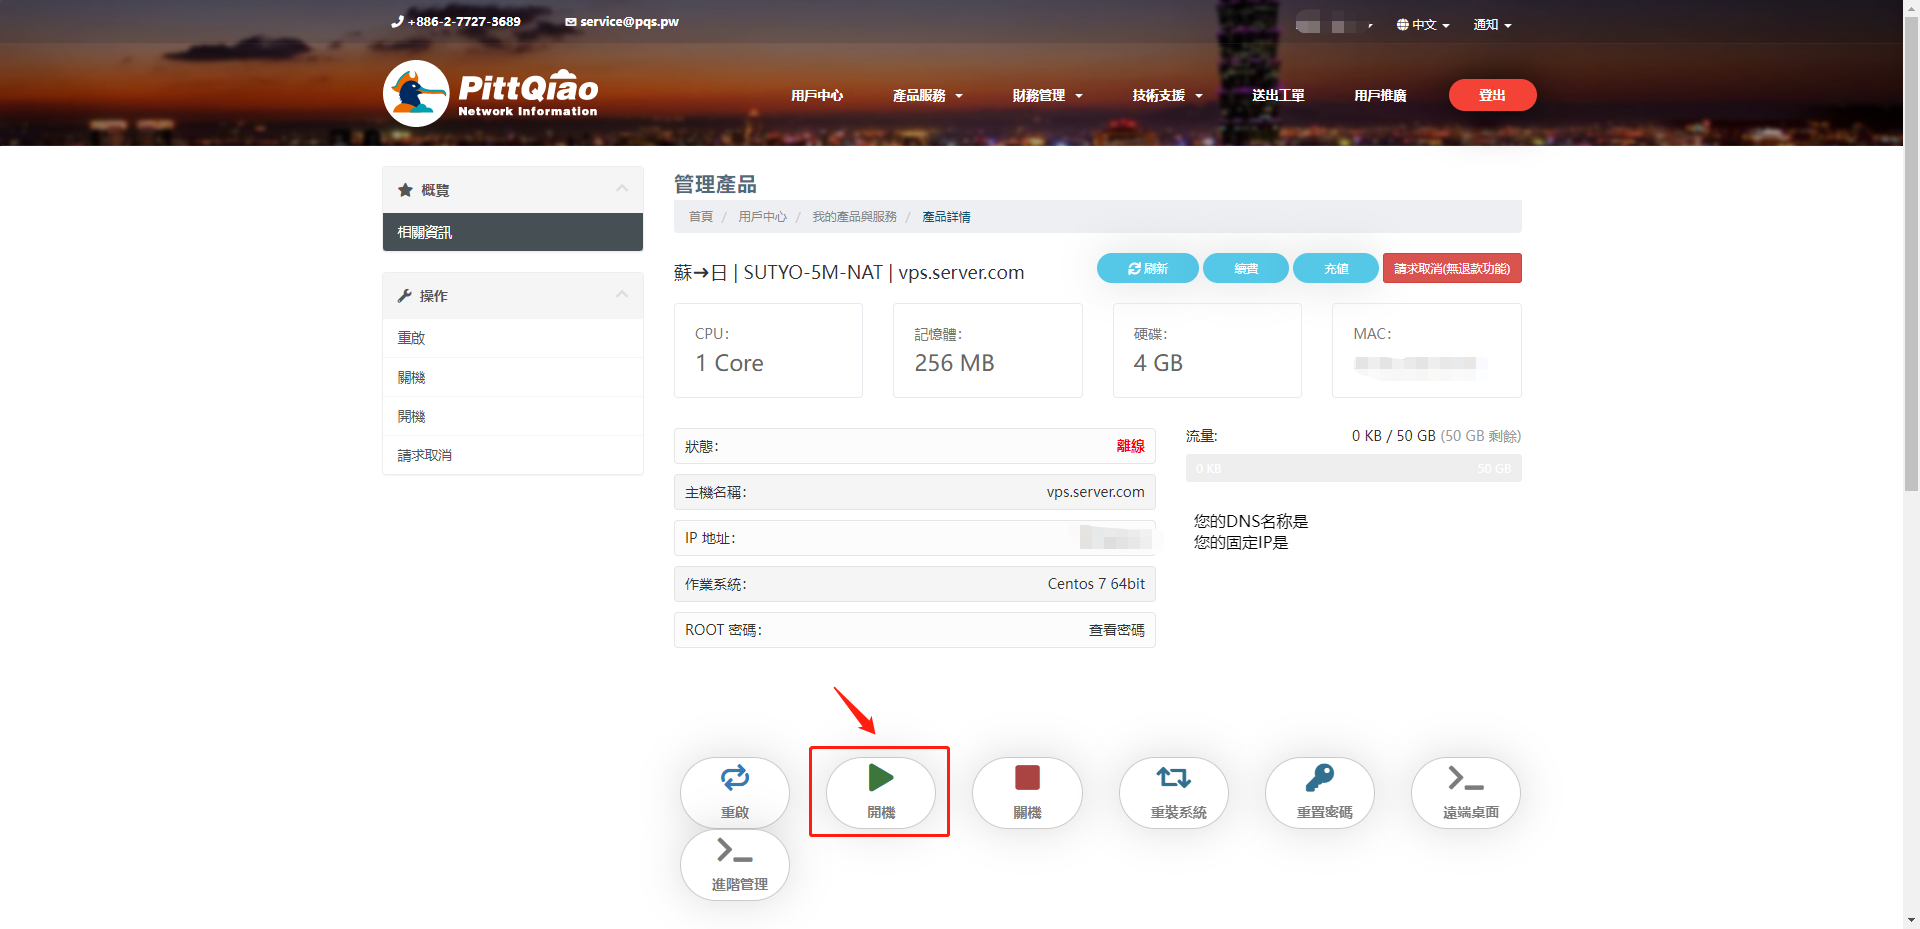 +886-2-7727-3689
service@pqs.pw
中文
通知
PittQiao
Network Information
用戶中心
產品服務
財務管理
技術支援
送出工單
用戶推廣
登出
概覽
相關資訊
操作
重啟
關機
開機
請求取消
管理產品
首頁 / 用戶中心 / 我的產品與服務 / 產品詳情
蘇→日 | SUTYO-5M-NAT | vps.server.com
刷新
續費
充值
請求取消(無退款功能)
CPU:
1 Core
記憶體:
256 MB
硬碟:
4 GB
MAC:
狀態:
離線
主機名稱:
vps.server.com
IP 地址:
作業系統:
Centos 7 64bit
ROOT 密碼:
查看密碼
流量:
0 KB / 50 GB (50 GB 剩餘)
0 KB
50 GB
您的DNS名称是
您的固定IP是
重啟
開機
關機
重裝系統
重置密碼
遠端桌面
進階管理